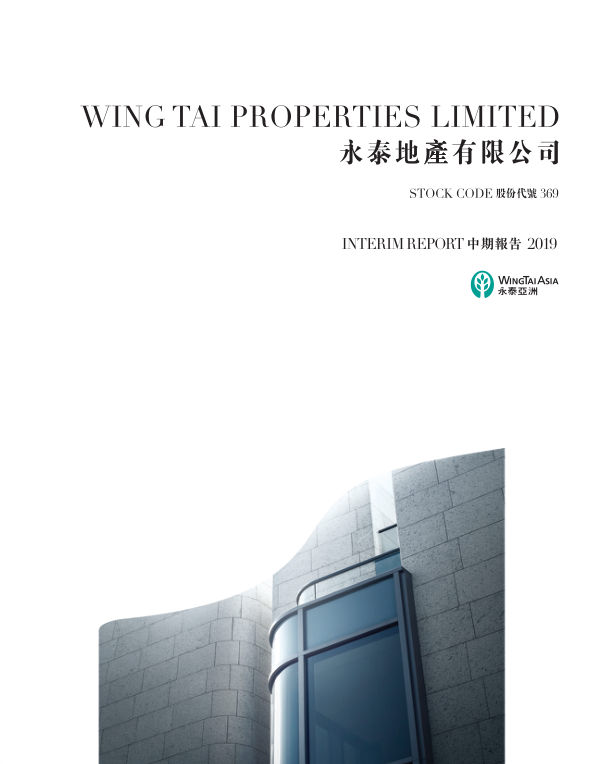 WING TAI PROPERTIES LIMITED
永泰地產有限公司
STOCK CODE 股份代號 369
INTERIM REPORT 中期報告 2019
WINGTAI ASIA
永泰亞洲